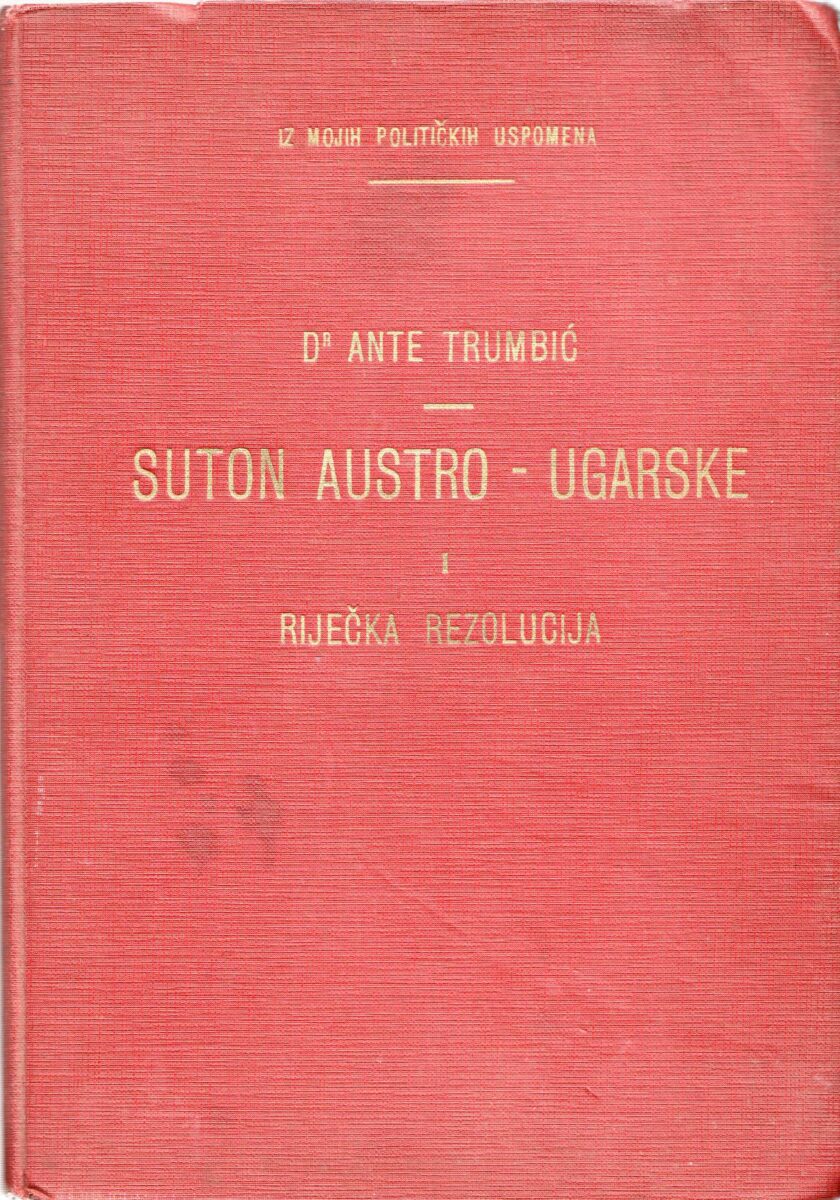 IZ MOJIH POLITIČKIH USPOMENA
Dᴿ ANTE TRUMBIĆ
SUTON AUSTRO - UGARSKE
I
RIJEČKA REZOLUCIJA